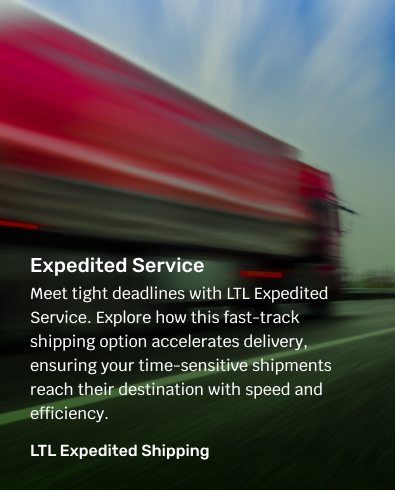 Expedited Service
Meet tight deadlines with LTL Expedited
Service. Explore how this fast-track
shipping option accelerates delivery,
ensuring your time-sensitive shipments
reach their destination with speed and
efficiency.
LTL Expedited Shipping